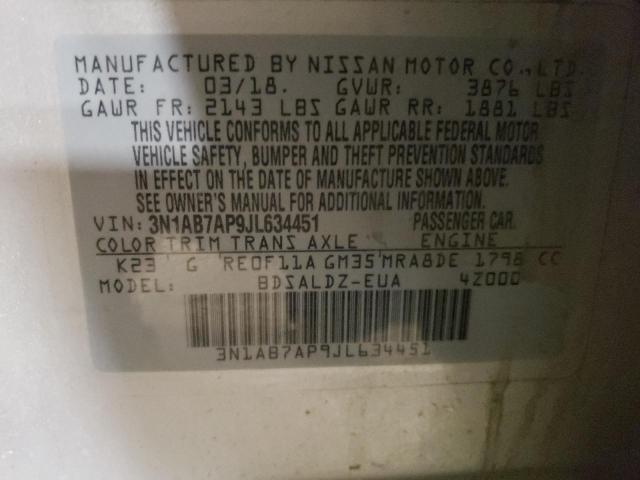 MANUFACTURED BY NISSAN MOTOR CO., LTD.
DATE: 03/18. GVWR: 3876 LBS
GAWR FR: 2143 LBS GAWR RR: 1881 LBS
THIS VEHICLE CONFORMS TO ALL APPLICABLE FEDERAL MOTOR
VEHICLE SAFETY, BUMPER AND THEFT PREVENTION STANDARDS
IN EFFECT ON THE DATE OF MANUFACTURE SHOWN ABOVE.
SEE OWNER'S MANUAL FOR ADDITIONAL INFORMATION.
VIN: 3N1AB7AP9JL634451 PASSENGER CAR.
COLOR TRIM TRANS AXLE ENGINE
K23 G RE0F11A GM35 MRA8DE 1798 CC
MODEL: BDSALDZ-EUA 4Z000
3N1AB7AP9JL634451